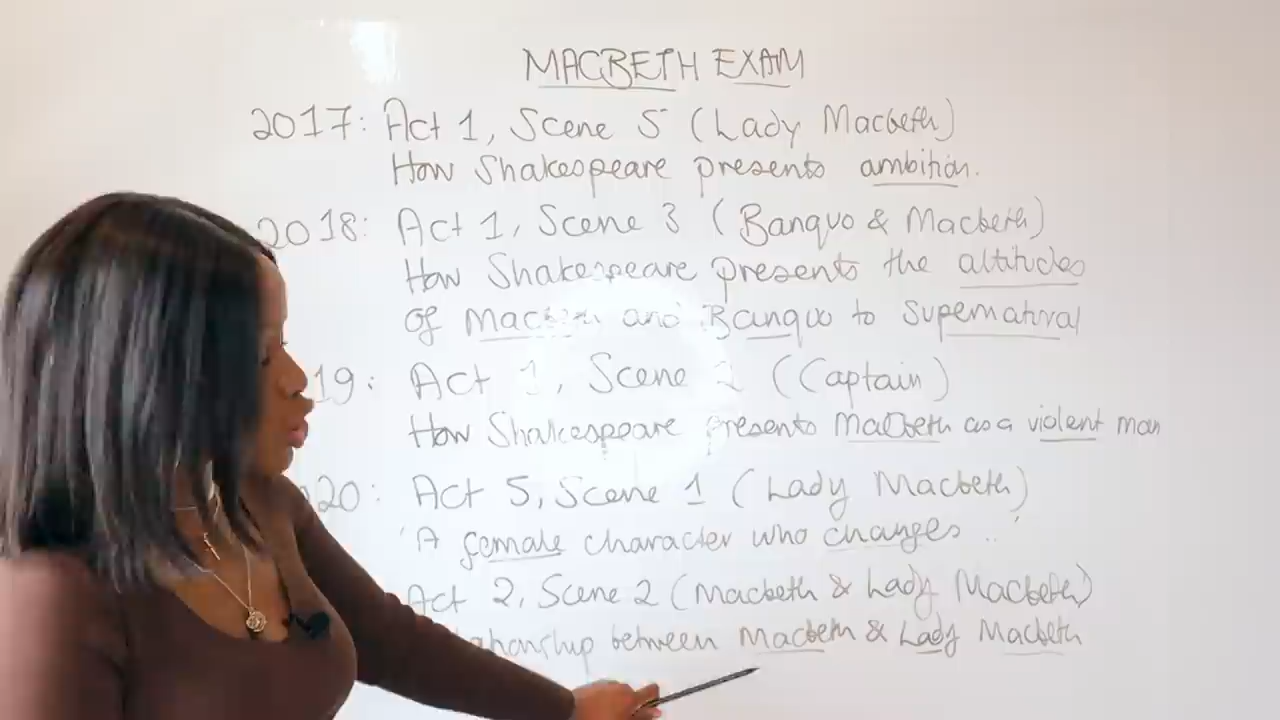 MACBETH EXAM
2017: Act 1, Scene 5 (Lady Macbeth)
How Shakespeare presents ambition.
2018: Act 1, Scene 3 (Banquo & Macbeth)
How Shakespeare presents the attitudes
of Macbeth and Banquo to Supernatural
19: Act 1, Scene 2 (Captain)
How Shakespeare presents Macbeth as a violent man
20: Act 5, Scene 1 (Lady Macbeth)
'A female character who changes ..'
Act 2, Scene 2 (Macbeth & Lady Macbeth)
between Macbeth & Lady Macbeth